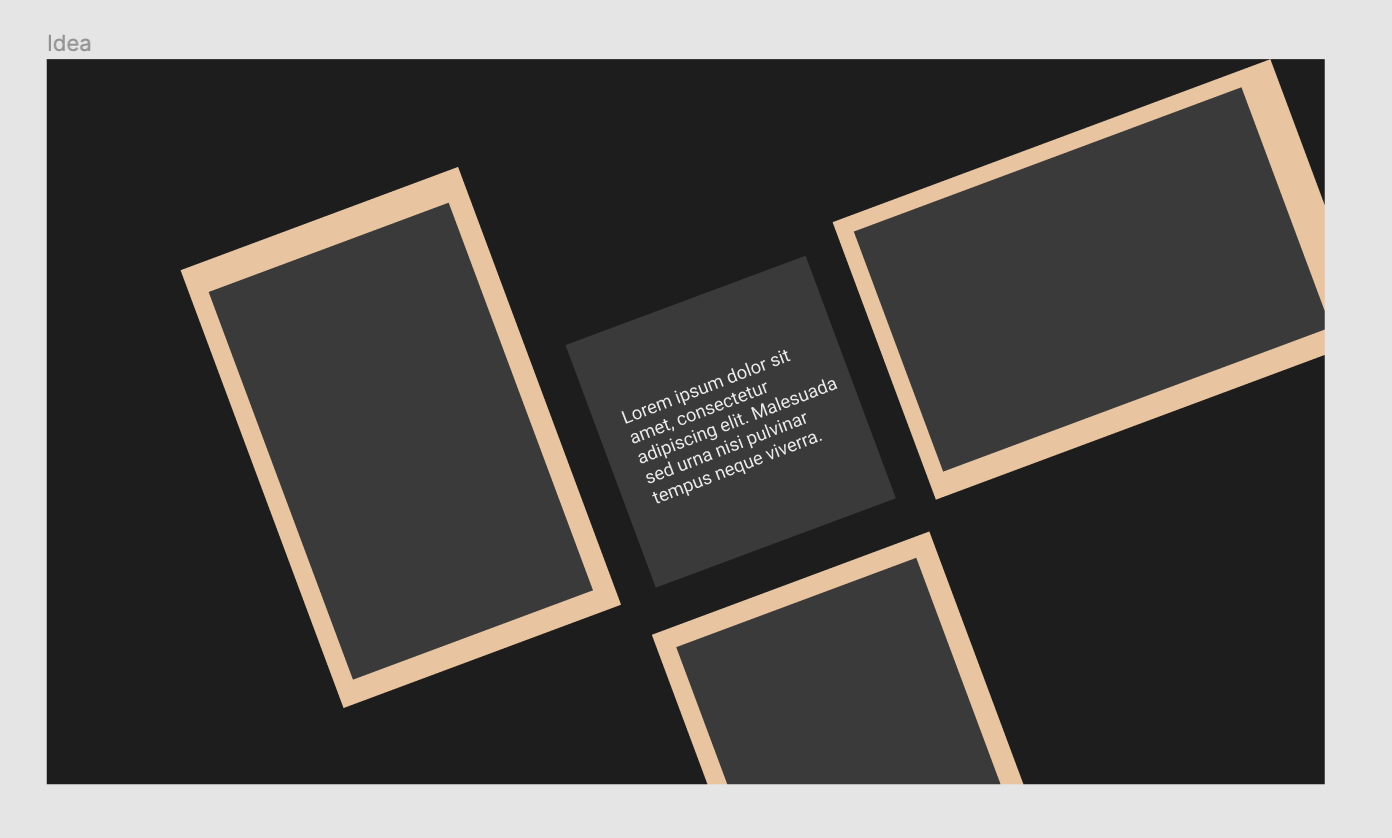 Idea
Lorem ipsum dolor sit
amet, consectetur
adipiscing elit. Malesuada
sed urna nisi pulvinar
tempus neque viverra.